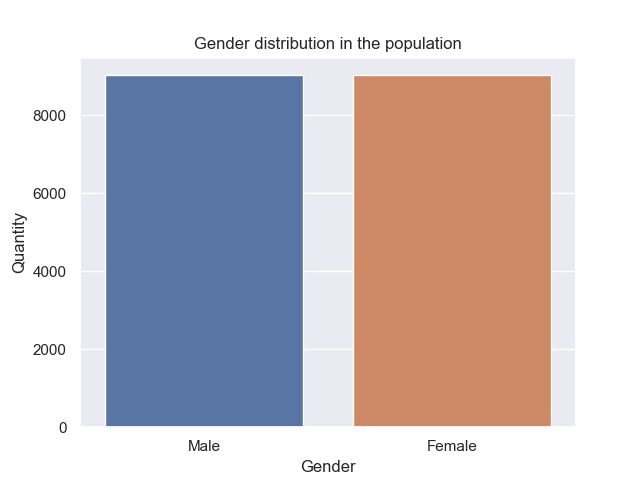 Gender distribution in the population
Quantity
8000
6000
4000
2000
0
Male Female
Gender